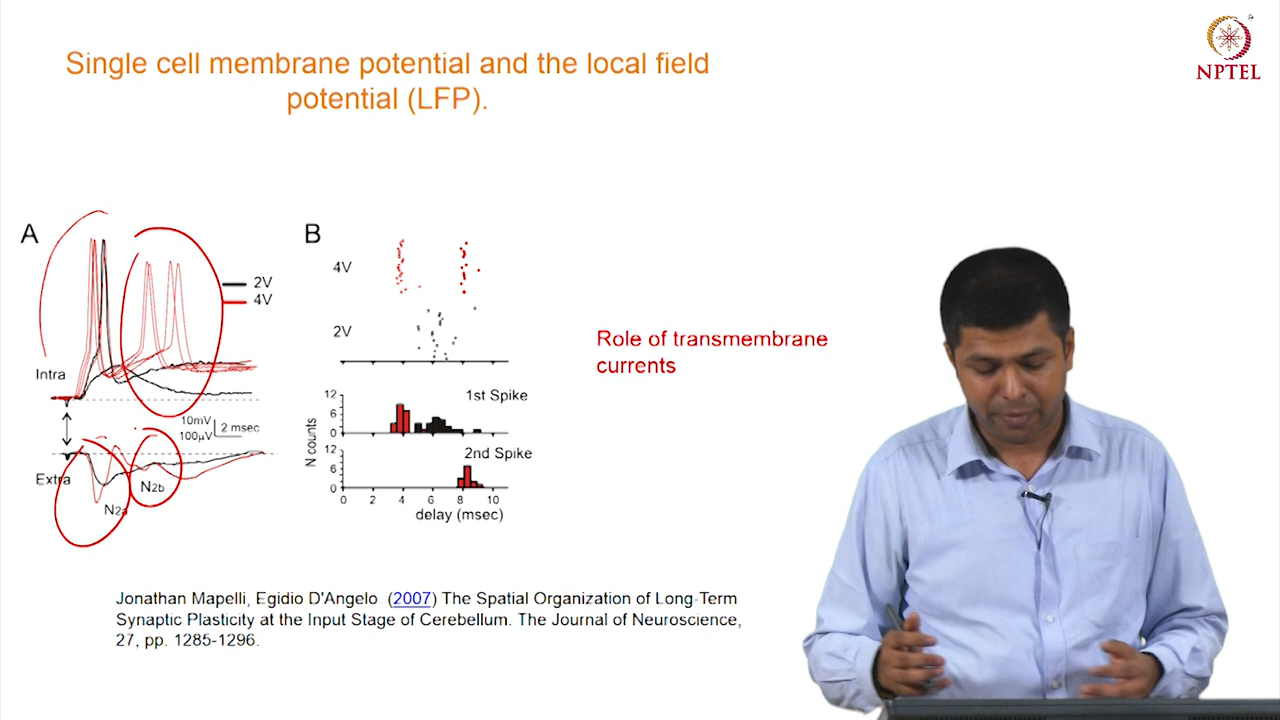 NPTEL
Single cell membrane potential and the local field
potential (LFP).
A
2V
4V
Intra
10mV
100µV
2 msec
Extra
N2a
N2b
B
4V
2V
12
6
0
1st Spike
N counts
12
6
0
2nd Spike
0 2 4 6 8 10
delay (msec)
Role of transmembrane
currents
Jonathan Mapelli, Egidio D'Angelo. (2007) The Spatial Organization of Long-Term
Synaptic Plasticity at the Input Stage of Cerebellum. The Journal of Neuroscience,
27, pp. 1285-1296.